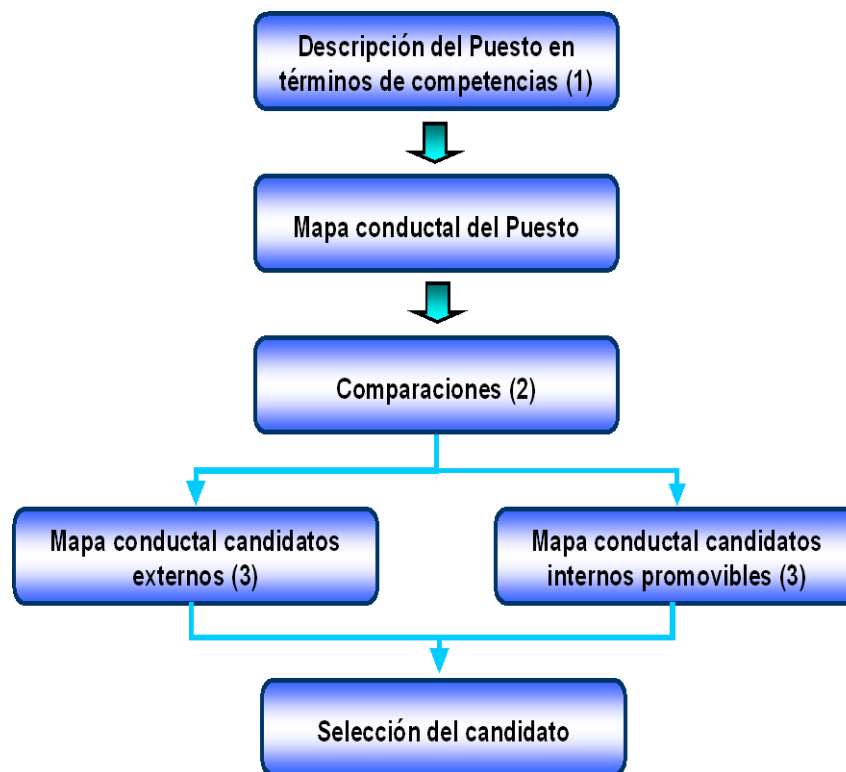 Descripción del Puesto en
términos de competencias (1)
Mapa conductal del Puesto
Comparaciones (2)
Mapa conductal candidatos
externos (3)
Mapa conductal candidatos
internos promovibles (3)
Selección del candidato